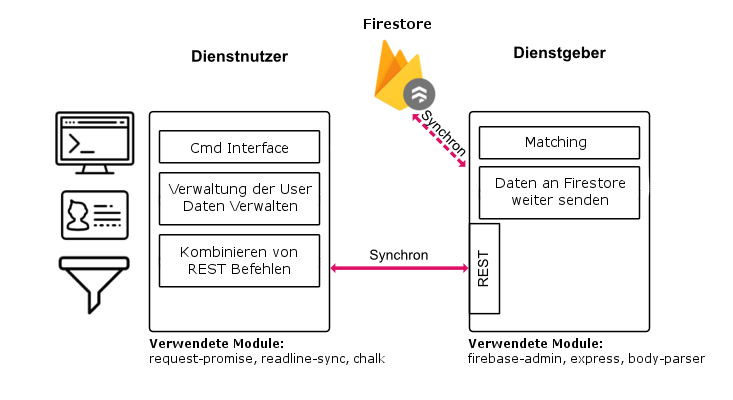 Firestore
Dienstnutzer
Dienstgeber
Synchron
>_
Cmd Interface
Verwaltung der User
Daten Verwalten
Kombinieren von
REST Befehlen
Synchron
Matching
Daten an Firestore
weiter senden
REST
Verwendete Module:
request-promise, readline-sync, chalk
Verwendete Module:
firebase-admin, express, body-parser